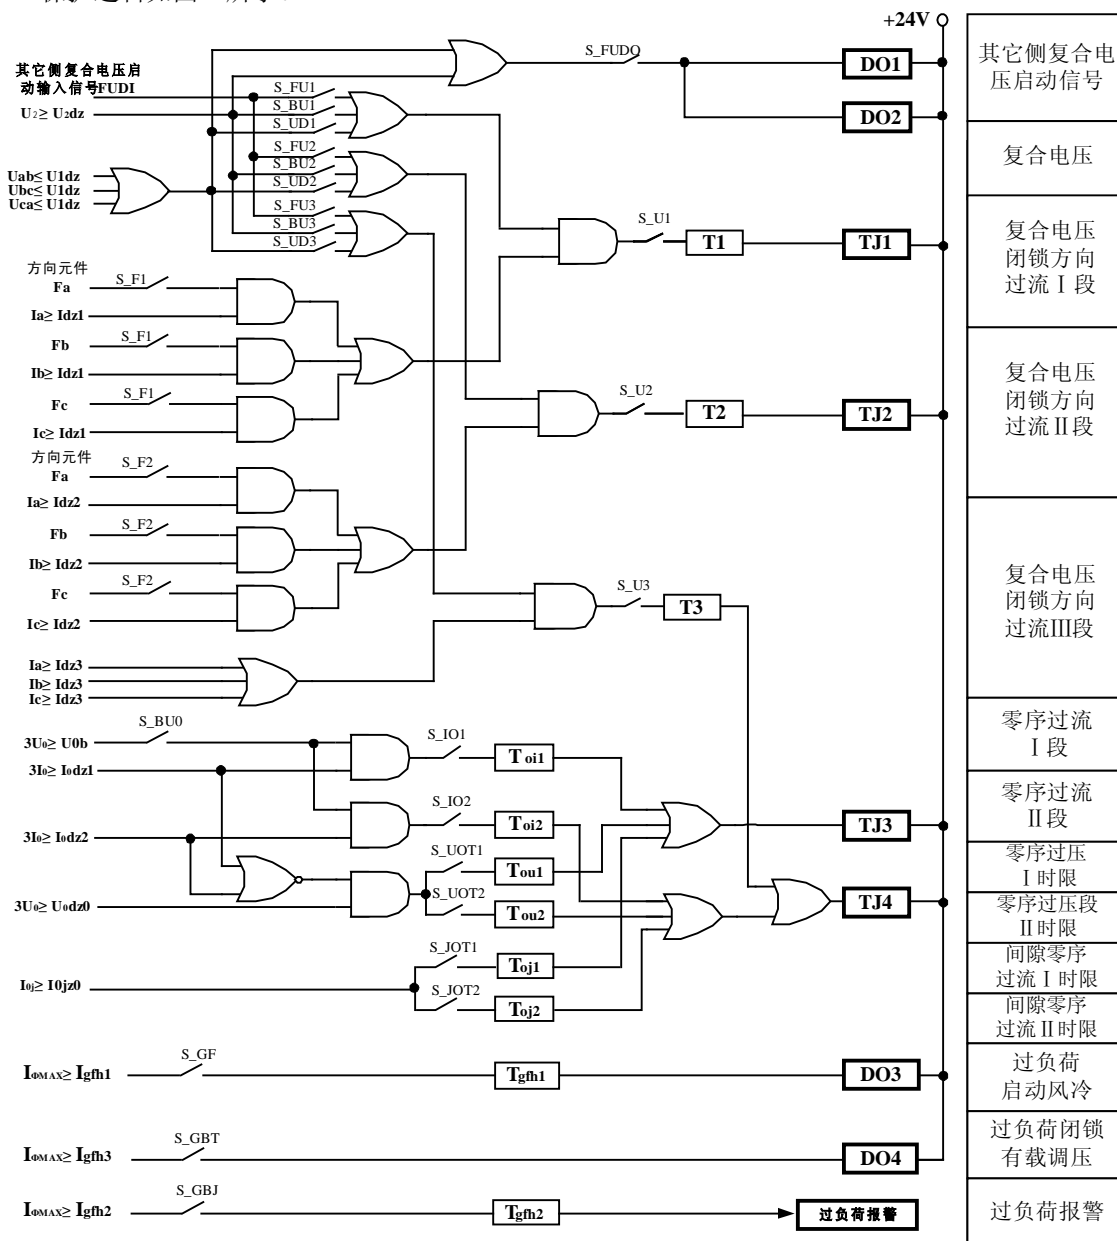 +24V
S_FUDO
DO1
其它侧复合电
压启动信号
其它侧复合电压启
动输入信号FUDI
S_FU1
U2≥ U2dz
S_BU1
DO2
S_UD1
S_FU2
复合电压
S_BU2
Uab≤ U1dz
Ubc≤ U1dz
Uca≤ U1dz
S_UD2
S_FU3
S_BU3
S_UD3
S_U1
T1
TJ1
复合电压
闭锁方向
过流Ⅰ段
方向元件
Fa
S_F1
Ia≥ Idz1
Fb
S_F1
Ib≥ Idz1
Fc
S_F1
Ic≥ Idz1
S_U2
T2
TJ2
复合电压
闭锁方向
过流Ⅱ段
方向元件
Fa
S_F2
Ia≥ Idz2
Fb
S_F2
Ib≥ Idz2
Fc
S_F2
Ic≥ Idz2
S_U3
T3
复合电压
闭锁方向
过流Ⅲ段
Ia≥ Idz3
Ib≥ Idz3
Ic≥ Idz3
S_BU0
3U0≥ U0b
3I0≥ I0dz1
S_IO1
Toi1
零序过流
Ⅰ段
3I0≥ I0dz2
S_IO2
Toi2
TJ3
零序过流
Ⅱ段
S_UOT1
Tou1
零序过压
Ⅰ时限
3U0≥ U0dz0
S_UOT2
Tou2
TJ4
零序过压段
Ⅱ时限
S_JOT1
Toj1
间隙零序
过流Ⅰ时限
I0j≥ I0jz0
S_JOT2
Toj2
间隙零序
过流Ⅱ时限
IΦMAX≥ Igfh1
S_GF
Tgfh1
DO3
过负荷
启动风冷
IΦMAX≥ Igfh3
S_GBT
DO4
过负荷闭锁
有载调压
IΦMAX≥ Igfh2
S_GBJ
Tgfh2
过负荷报警
过负荷报警